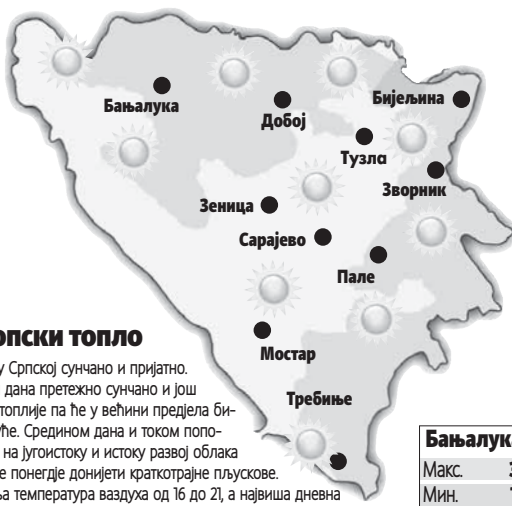 Бањалука
Добој
Бијељина
Тузла
Зворник
Зеница
Сарајево
Пале
Мостар
Требиње
топло
у Српској сунчано и пријатно.
дана претежно сунчано и још
топлије па ће у већини предјела би-
Средином дана и током попо-
на југоистоку и истоку развој облака
понегдје донијети краткотрајне пљускове.
температура ваздуха од 16 до 21, а највиша дневна
Бањалука
Макс.
Мин.